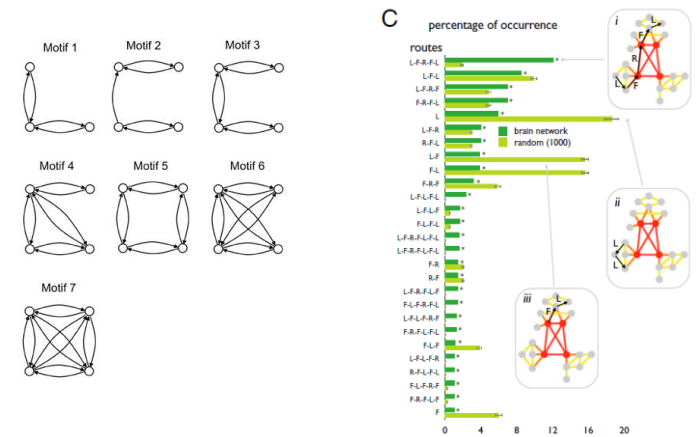 Motif 1
Motif 2
Motif 3
Motif 4
Motif 5
Motif 6
Motif 7
C
percentage of occurrence
routes
L-F-R-F-L
L-F-L
L-F-R-F
F-R-F-L
L
L-F-R
R-F-L
L-F
F-L
F-R-F
L-F-L-F-L
L-F-L-F
F-L-F-L
L-F-R-F-L-F-L
L-F-L-F-R-F-L
F-R
R-F
L-F-R-F-L-F
F-L-F-R-F-L
L-F-L-F-R-F
F-R-F-L-F-L
F-L-F
L-F-L-F-R
R-F-L-F-L
F-L-F-R-F
F-R-F-L-F
F
0 4 8 12 16 20
brain network
random (1000)
i
L
F
R
L
F
ii
L
L
iii
L
F